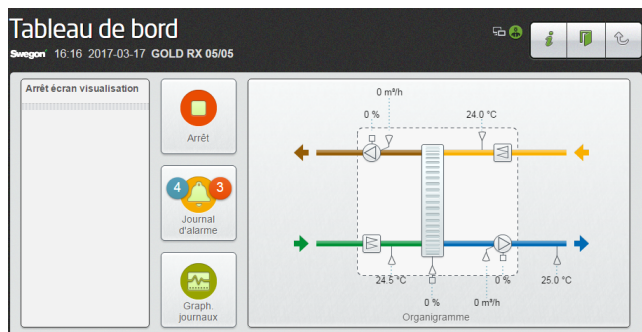 Tableau de bord
Swegon 16:16 2017-03-17 GOLD RX 05/05
Arrêt écran visualisation
Arrêt
4 3
Journal
d'alarme
Graph.
journaux
0 m³/h
0 %
24.0 °C
24.5 °C
0 %
0 m³/h
0 %
25.0 °C
Organigramme